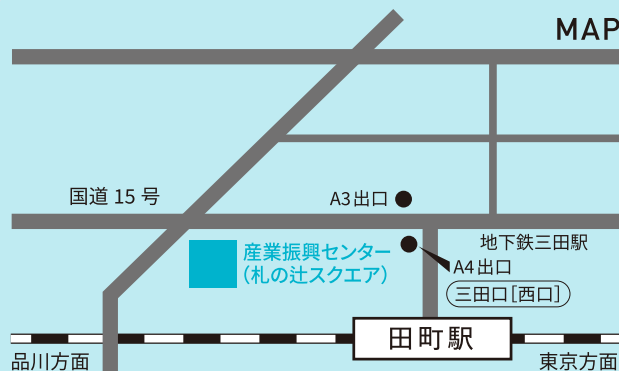 MAP
国道 15 号
A3出口
産業振興センター
（札の辻スクエア）
地下鉄三田駅
A4出口
三田口［西口］
田町駅
品川方面
東京方面